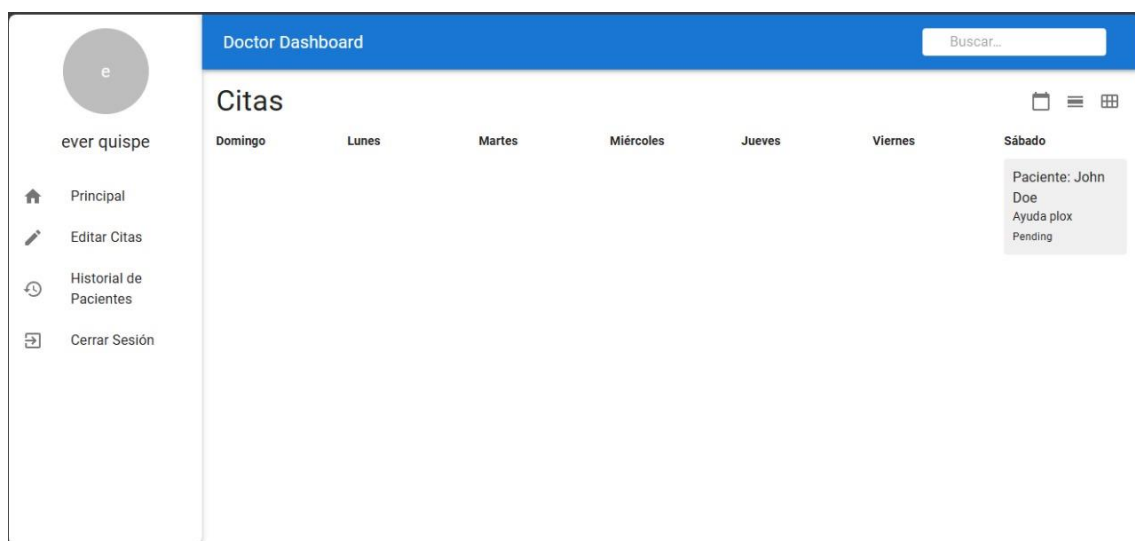 e
ever quispe
Principal
Editar Citas
Historial de
Pacientes
Cerrar Sesión
Doctor Dashboard
Buscar...
Citas
Domingo Lunes Martes Miércoles Jueves Viernes Sábado
Paciente: John
Doe
Ayuda plox
Pending